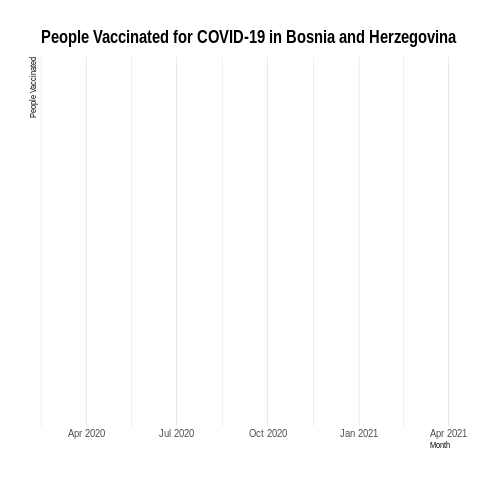 People Vaccinated for COVID-19 in Bosnia and Herzegovina
People Vaccinated
Apr 2020
Jul 2020
Oct 2020
Jan 2021
Apr 2021
Month